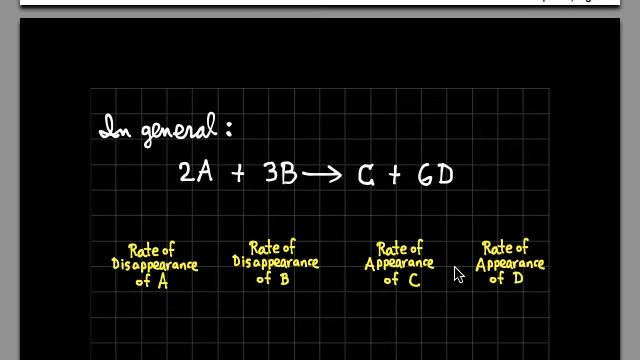 In general:
2A + 3B → C + 6D
Rate of Disappearance of A
Rate of Disappearance of B
Rate of Appearance of C
Rate of Appearance of D